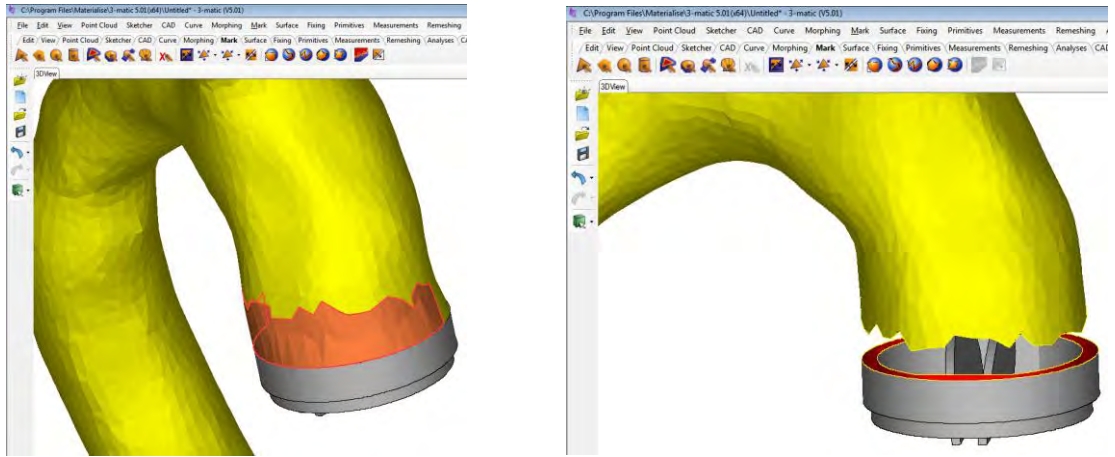 C:\Program Files\Materialise\3-matic 5.01(x64)\Untitled* - 3-matic (V5.01)
File Edit View Point Cloud Sketcher CAD Curve Morphing Mark Surface Fixing Primitives Measurements Remeshing
Edit View Point Cloud Sketcher CAD Curve Morphing Mark Surface Fixing Primitives Measurements Remeshing Analyses
3DView
C:\Program Files\Materialise\3-matic 5.01(x64)\Untitled* - 3-matic (V5.01)
File Edit View Point Cloud Sketcher CAD Curve Morphing Mark Surface Fixing Primitives Measurements Remeshing
Edit View Point Cloud Sketcher CAD Curve Morphing Mark Surface Fixing Primitives Measurements Remeshing Analyses CAD
3DView